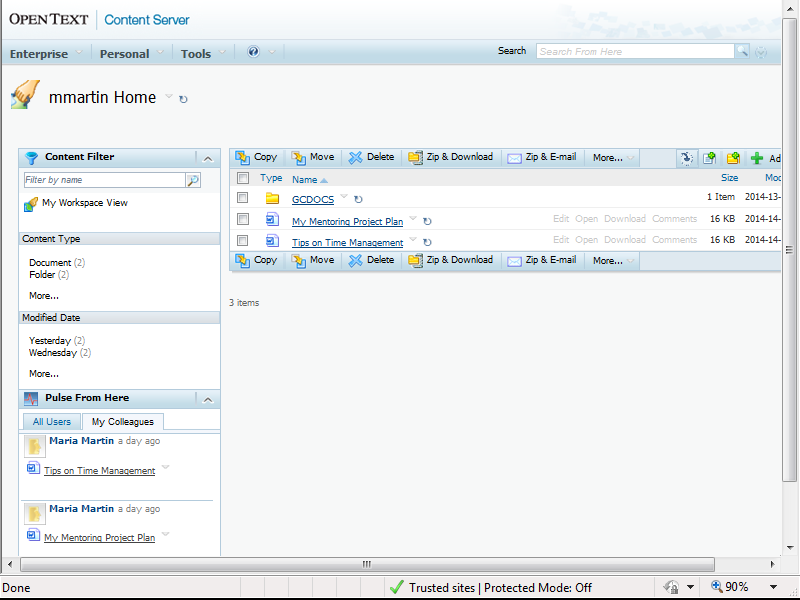 OPENTEXT Content Server
Enterprise Personal Tools Search Search From Here
mmartin Home
Content Filter
Filter by name
My Workspace View
Content Type
Document (2)
Folder (2)
More...
Modified Date
Yesterday (2)
Wednesday (2)
More...
Pulse From Here
All Users My Colleagues
Maria Martin a day ago
Tips on Time Management
Maria Martin a day ago
My Mentoring Project Plan
Copy Move Delete Zip & Download Zip & E-mail More... Ad
Type Name Size Mod
GCDOCS 1 Item 2014-13-
My Mentoring Project Plan Edit Open Download Comments 16 KB 2014-14-
Tips on Time Management Edit Open Download Comments 16 KB 2014-14-
Copy Move Delete Zip & Download Zip & E-mail More...
3 items
Done Trusted sites | Protected Mode: Off 90%